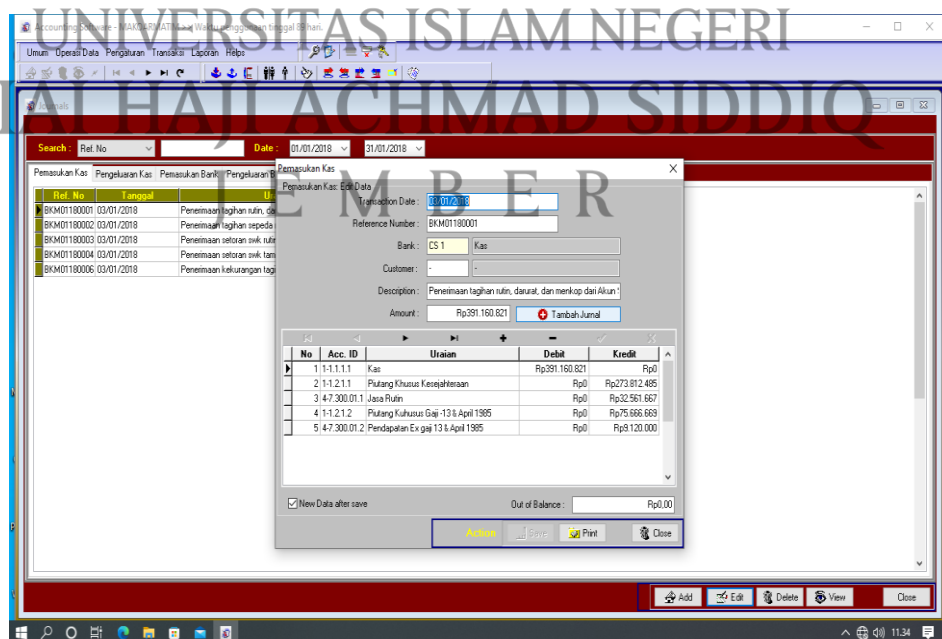 UNIVERSITAS ISLAM NEGERI
Accounting Software - MAKDARMATIM >> Waktu penggunaan tinggal 89 hari.
Umum Operasi Data Pengaturan Transaksi Laporan Helps
KIAI HAJI ACHMAD SIDDIQ
Journals
Search : Ref. No Date : 01/01/2018 31/01/2018
Pemasukan Kas Pengeluaran Kas Pemasukan Bank Pengeluaran B
JEMBER
Ref. No Tanggal
BKM01180001 03/01/2018 Penerimaan tagihan rutin, da
BKM01180002 03/01/2018 Penerimaan tagihan sepeda
BKM01180003 03/01/2018 Penerimaan setoran swk rutin
BKM01180004 03/01/2018 Penerimaan setoran swk tam
BKM01180006 03/01/2018 Penerimaan kekurangan tagi
Pemasukan Kas
Pemasukan Kas: Edit Data
Transaction Date : 03/01/2018
Reference Number : BKM01180001
Bank : CS 1 Kas
Customer : - -
Description : Penerimaan tagihan rutin, darurat, dan menkop dari Akun
Amount : Rp391.160.821 Tambah Jurnal
No Acc. ID Uraian Debit Kredit
1 1-1.1.1.1 Kas Rp391.160.821 Rp0
2 1-1.2.1.1 Piutang Khusus Kesejahteraan Rp0 Rp273.812.485
3 4-7.300.01.1 Jasa Rutin Rp0 Rp32.561.667
4 1-1.2.1.2 Piutang Kuhusus Gaji -13 & April 1985 Rp0 Rp75.666.669
5 4-7.300.01.2 Pendapatan Ex gaji 13 & April 1985 Rp0 Rp9.120.000
New Data after save Out of Balance : Rp0,00
Action Save Print Close
Add Edit Delete View Close
11.34